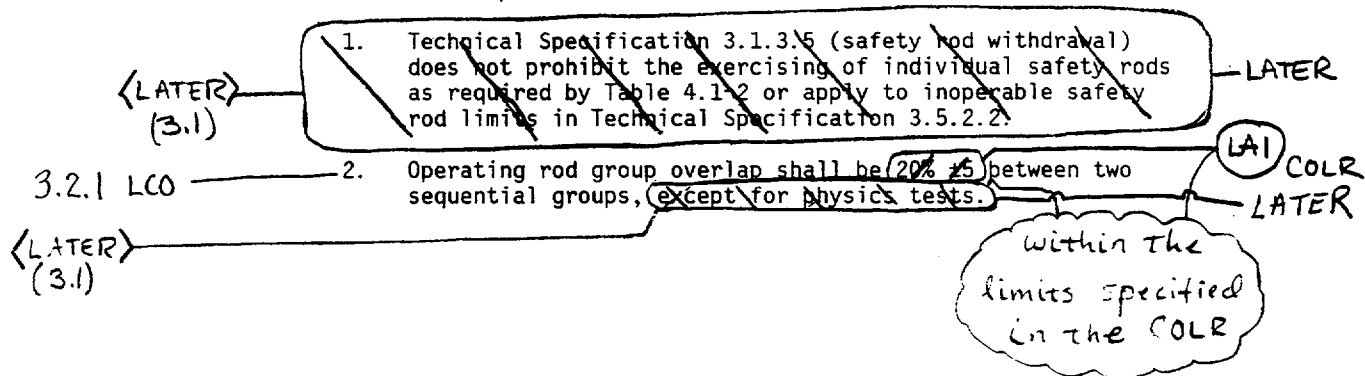 1. Technical Specification 3.1.3.5 (safety rod withdrawal)
does not prohibit the exercising of individual safety rods
as required by Table 4.1-2 or apply to inoperable safety
rod limits in Technical Specification 3.5.2.2.
<LATER>
(3.1)
LATER
3.2.1 LCO
2. Operating rod group overlap shall be 20% ±5 between two
sequential groups, except for physics tests.
LA1
COLR
LATER
<LATER>
(3.1)
within the
limits specified
in the COLR